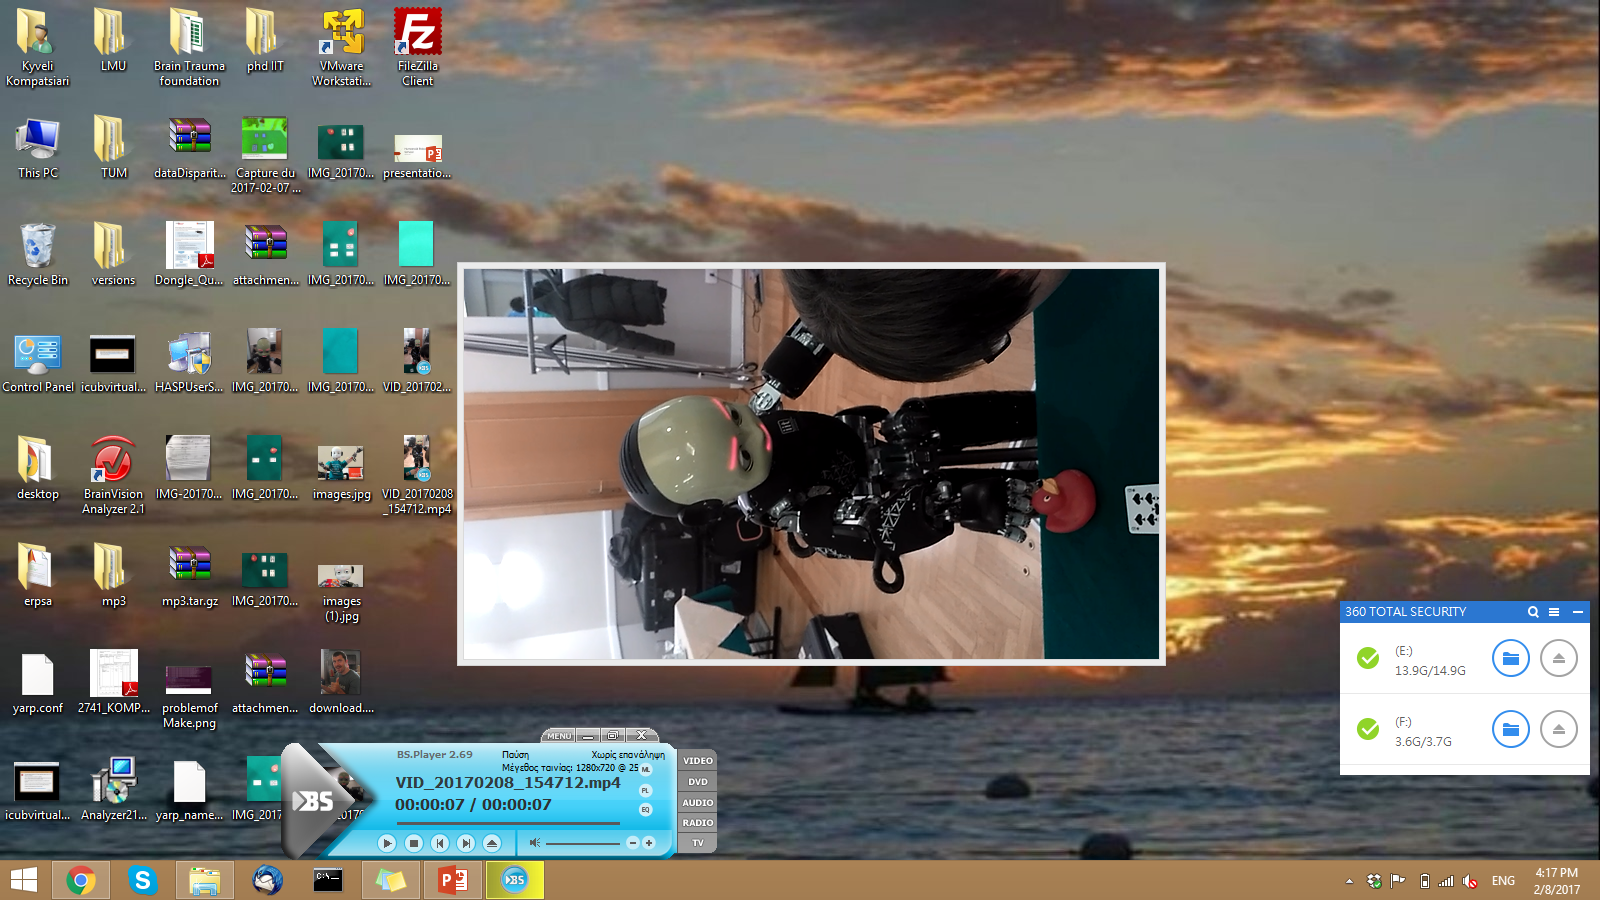 Kyveli
Kompatsiari
LMU
Brain Trauma
foundation
phd IIT
VMware
Workstati...
FileZilla
Client
This PC
TUM
dataDisparit...
Capture du
2017-02-07 ...
IMG_20170...
presentatio...
Recycle Bin
versions
Dongle_Qu...
attachmen...
IMG_20170...
IMG_20170...
Control Panel
icubvirtual...
HASPUserS...
IMG_20170...
IMG_20170...
VID_201702...
desktop
BrainVision
Analyzer 2.1
IMG-20170...
IMG_20170...
images.jpg
VID_20170208
_154712.mp4
erpsa
mp3
mp3.tar.gz
IMG_20170...
images
(1).jpg
yarp.conf
2741_KOMP...
problemof
Make.png
attachmen...
download....
icubvirtual...
Analyzer21...
yarp_name...
IMG_2017
MENU
BS.Player 2.69
Παύση
Χωρίς επανάληψη
Μέγεθος ταινίας: 1280x720 @ 25
VID_20170208_154712.mp4
00:00:07 / 00:00:07
BS
ML
PL
EQ
VIDEO
DVD
AUDIO
RADIO
TV
360 TOTAL SECURITY
(E:)
13.9G/14.9G
(F:)
3.6G/3.7G
ENG
4:17 PM
2/8/2017